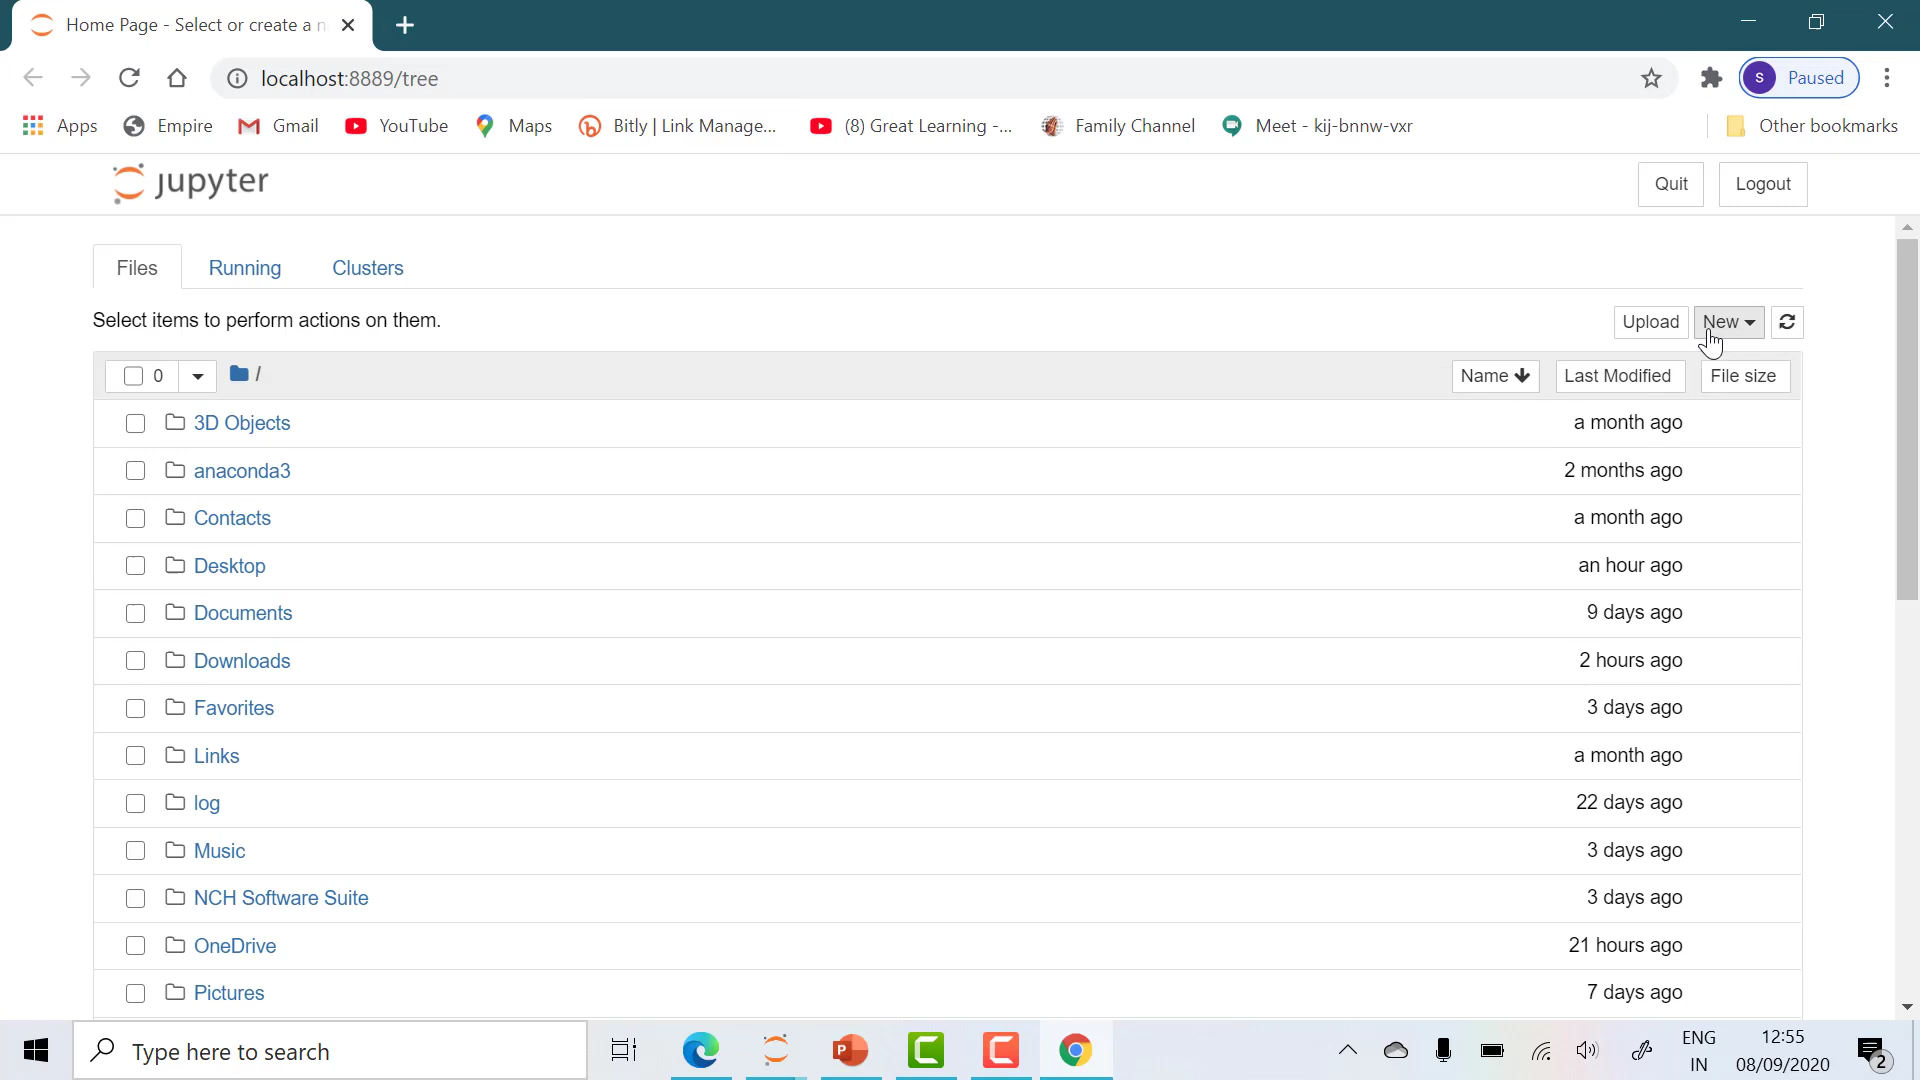 Home Page - Select or create a n
localhost:8889/tree
S
Paused
Apps
Empire
Gmail
YouTube
Maps
Bitly | Link Manage...
(8) Great Learning -...
Family Channel
Meet - kij-bnnw-vxr
Other bookmarks
jupyter
Quit
Logout
Files
Running
Clusters
Select items to perform actions on them.
Upload
New
0
/
Name
Last Modified
File size
3D Objects a month ago
anaconda3 2 months ago
Contacts a month ago
Desktop an hour ago
Documents 9 days ago
Downloads 2 hours ago
Favorites 3 days ago
Links a month ago
log 22 days ago
Music 3 days ago
NCH Software Suite 3 days ago
OneDrive 21 hours ago
Pictures 7 days ago
Type here to search
P
ENG
IN
12:55
08/09/2020
2